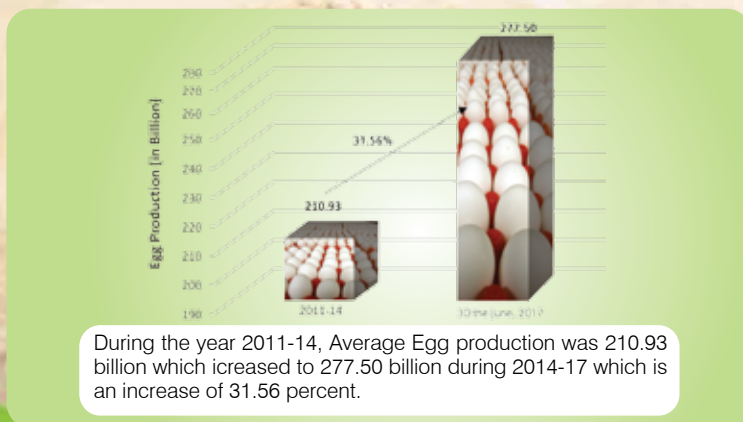 277.50
280
270
260
250
240
230
220
210
200
190
Egg Production [in Billion]
31.56%
210.93
2011-14
June, 2017
During the year 2011-14, Average Egg production was 210.93
billion which icreased to 277.50 billion during 2014-17 which is
an increase of 31.56 percent.